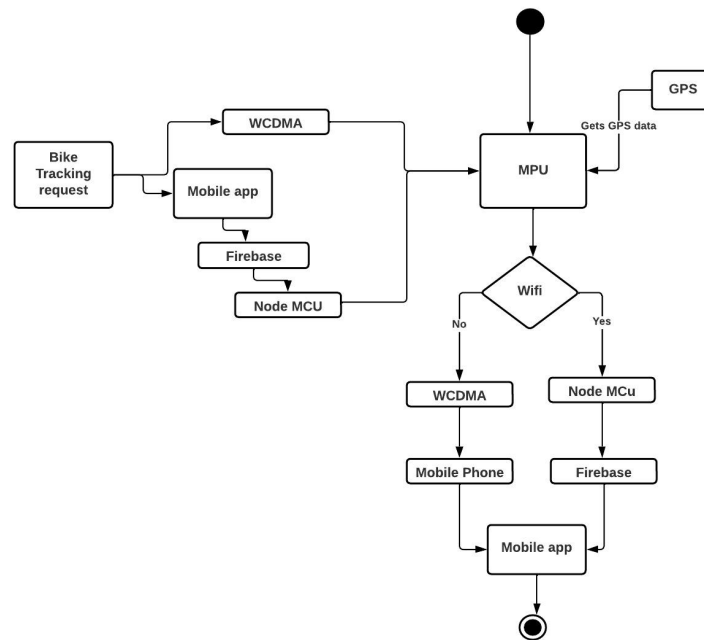 GPS
Gets GPS data
WCDMA
MPU
Bike
Tracking
request
Mobile app
Firebase
Node MCU
Wifi
No
Yes
WCDMA
Node MCu
Mobile Phone
Firebase
Mobile app